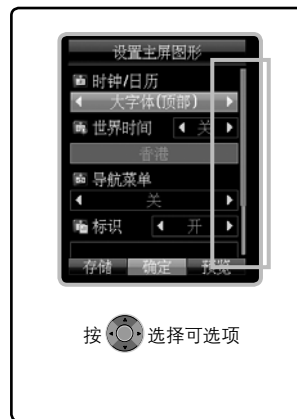 设置主屏图形
时钟/日历
大字体(顶部)
世界时间 关
香港
导航菜单
关
标识 开
存储 确定 预览
按 选择可选项